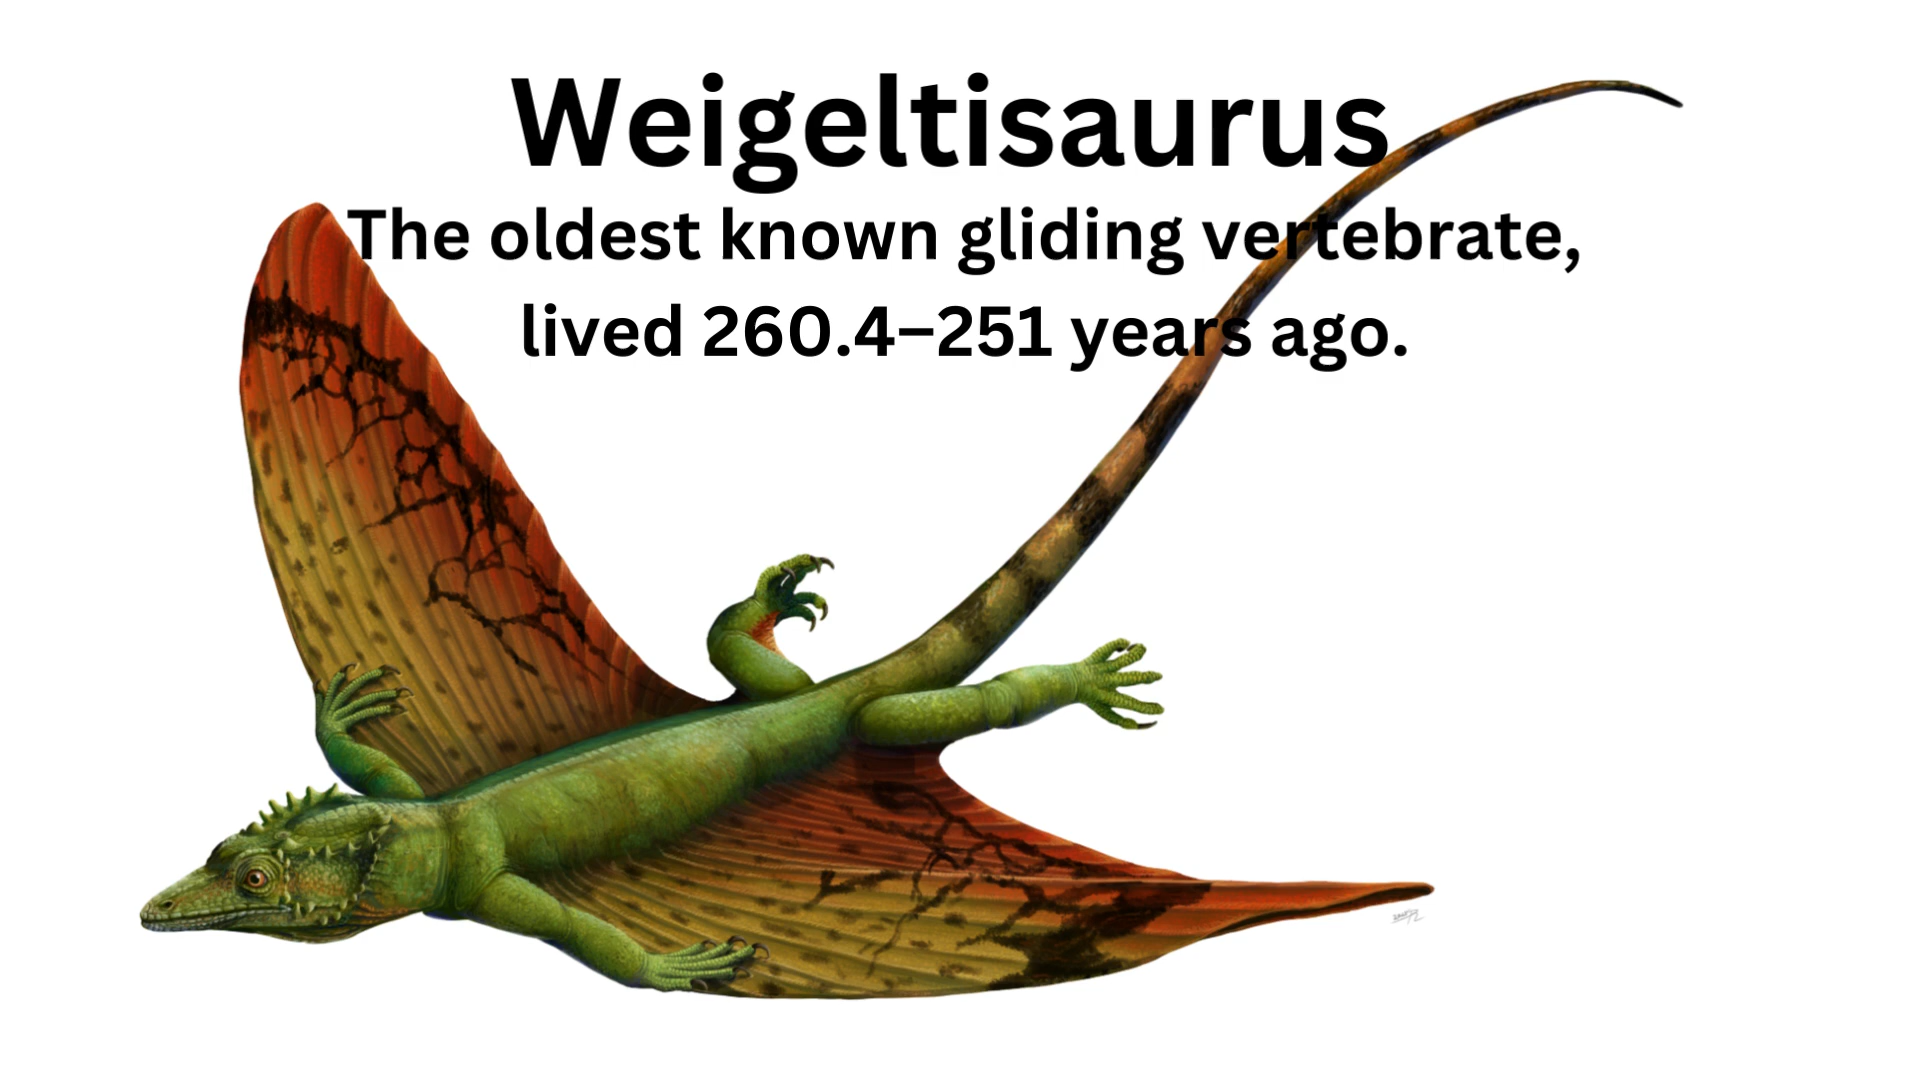 Weigeltisaurus
The oldest known gliding vertebrate,
lived 260.4–251 years ago.